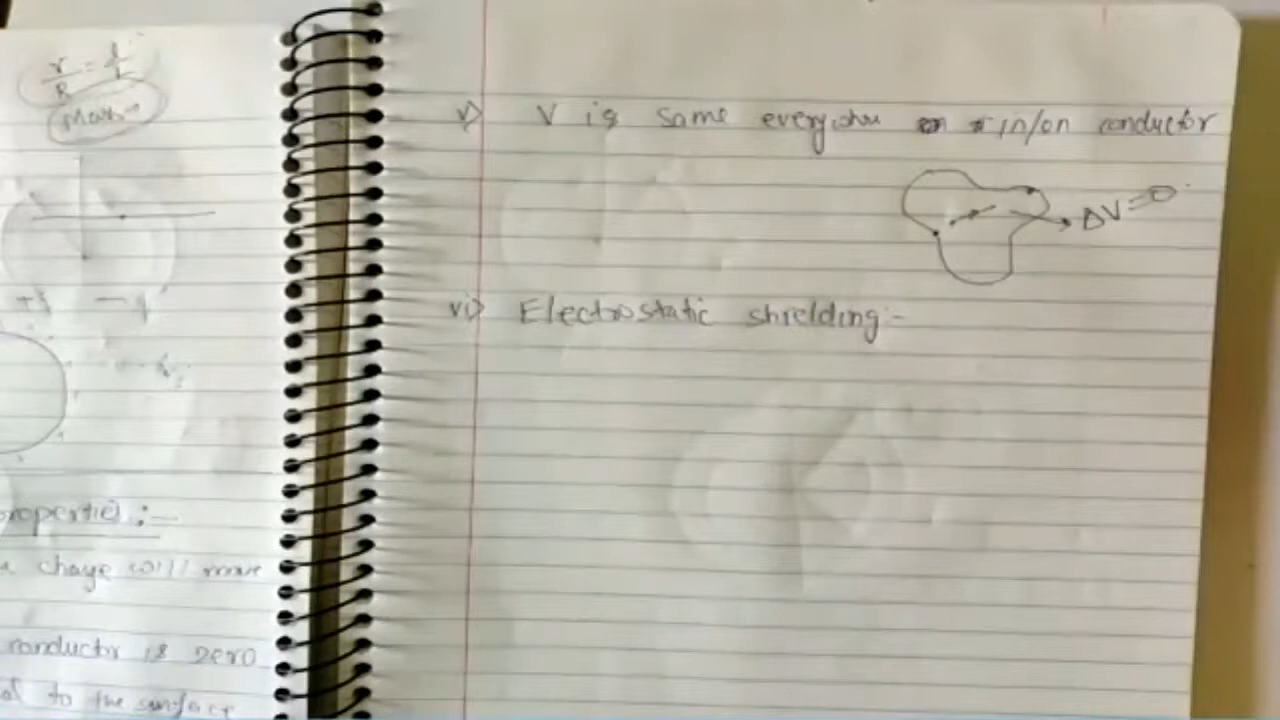 r/R = l/L
v) V is same everywhere in/on conductor
ΔV=0
vi) Electrostatic shielding:-
+q -q
properties:-
charge will move
conductor is zero
to the surface